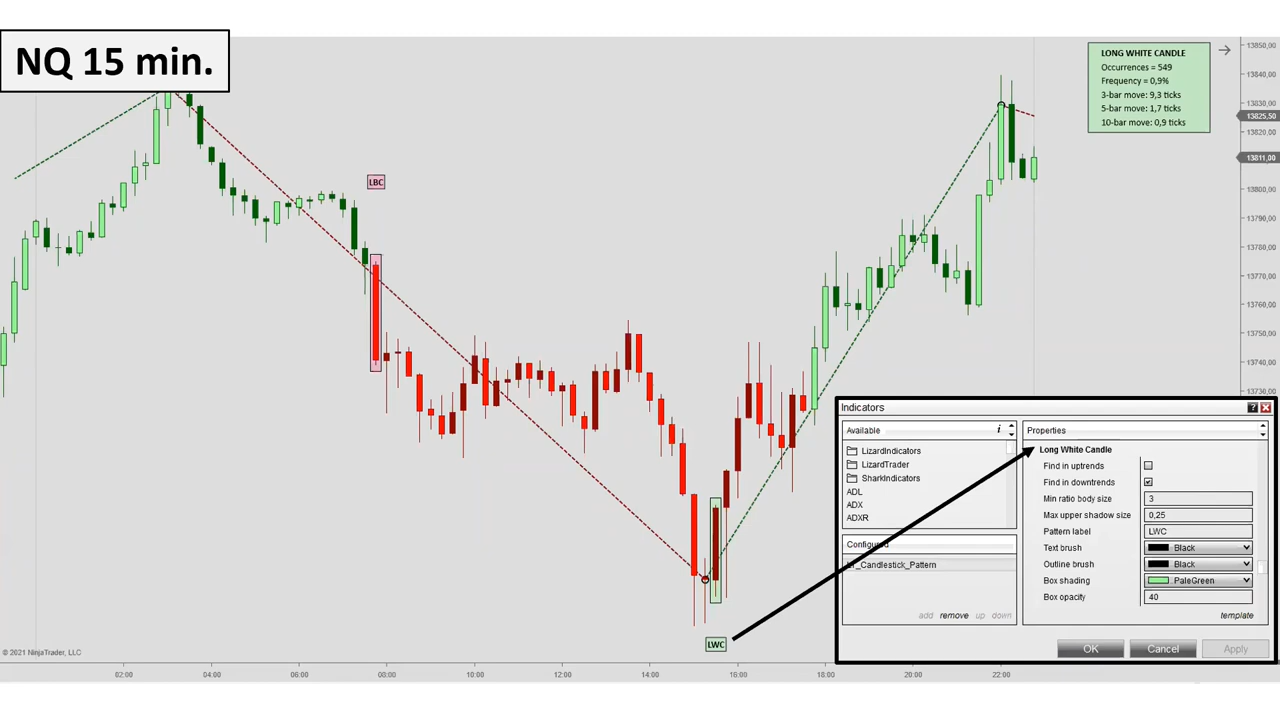 NQ 15 min.
LONG WHITE CANDLE
Occurrences = 549
Frequency = 0,9%
3-bar move: 9,3 ticks
5-bar move: 1,7 ticks
10-bar move: 0,9 ticks
13850,00
13840,00
13830,00
13825,50
13820,00
13811,00
13800,00
13790,00
13780,00
13770,00
13760,00
13750,00
13740,00
13730,00
LBC
LWC
Indicators
Available
i
LizardIndicators
LizardTrader
SharkIndicators
ADL
ADX
ADXR
Configured
_Candlestick_Pattern
add remove up down
Properties
Long White Candle
Find in uptrends
Find in downtrends
Min ratio body size 3
Max upper shadow size 0,25
Pattern label LWC
Text brush Black
Outline brush Black
Box shading PaleGreen
Box opacity 40
template
OK Cancel Apply
© 2021 NinjaTrader, LLC
02:00 04:00 06:00 08:00 10:00 12:00 14:00 16:00 18:00 20:00 22:00